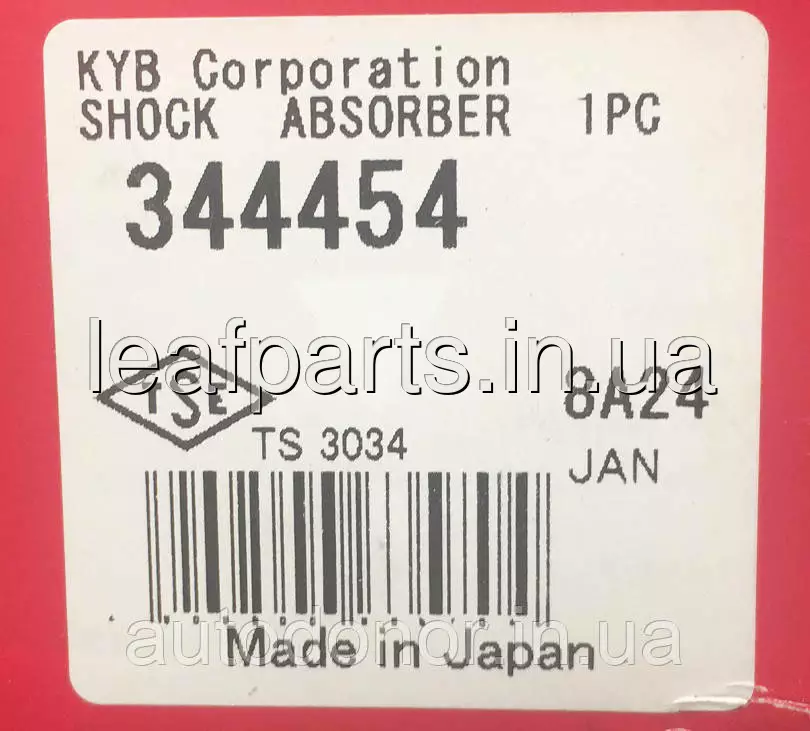 KYB Corporation
SHOCK ABSORBER 1PC
344454
leafparts.in.ua
TSE
8A24
TS 3034
JAN
autodonor.in.ua
Made in Japan